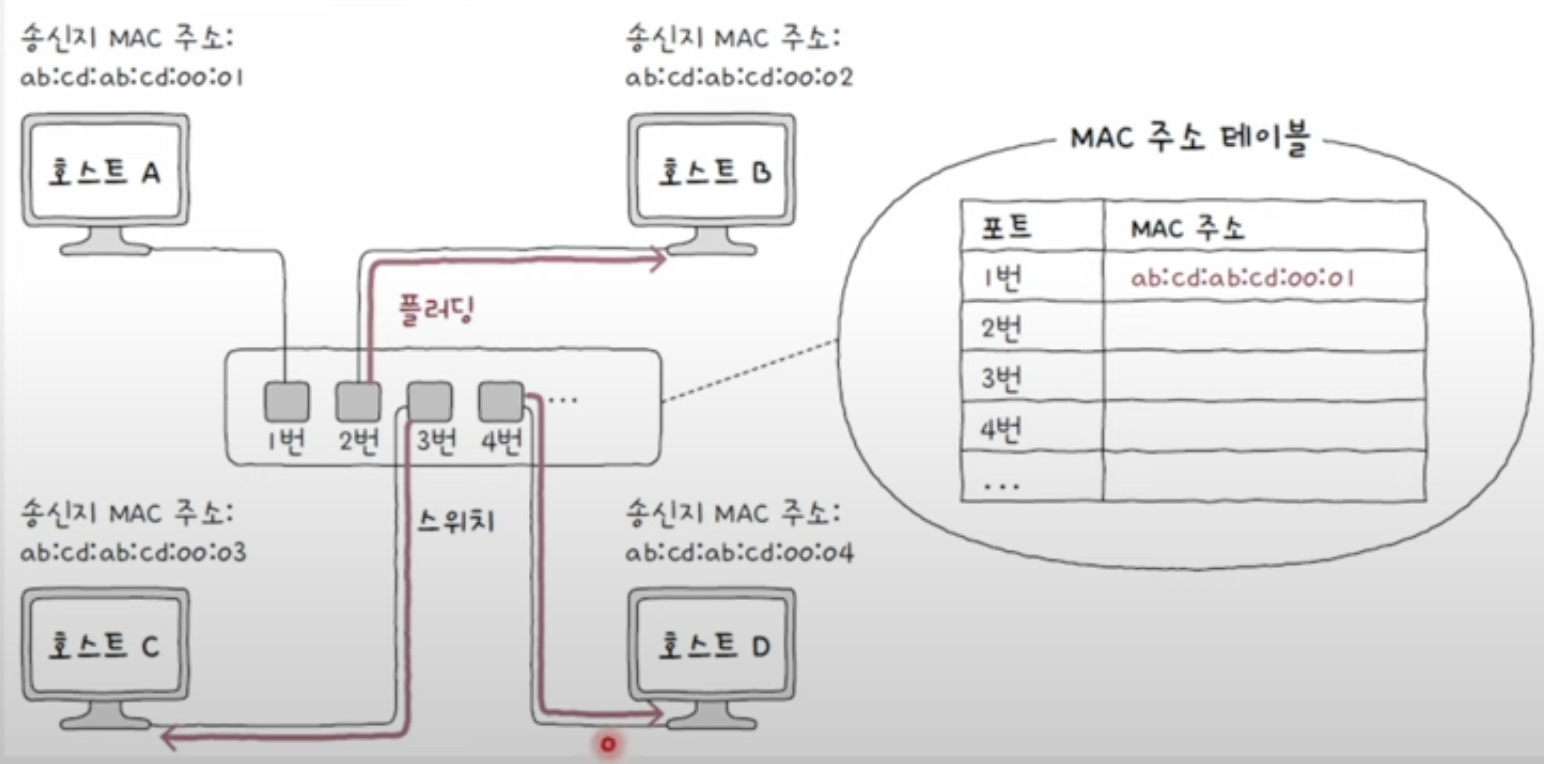 송신지 MAC 주소:
ab:cd:ab:cd:00:01
호스트 A
송신지 MAC 주소:
ab:cd:ab:cd:00:02
호스트 B
플러딩
1번 2번 3번 4번 ...
스위치
송신지 MAC 주소:
ab:cd:ab:cd:00:03
호스트 C
송신지 MAC 주소:
ab:cd:ab:cd:00:04
호스트 D
MAC 주소 테이블
포트 MAC 주소
1번 ab:cd:ab:cd:00:01
2번
3번
4번
...